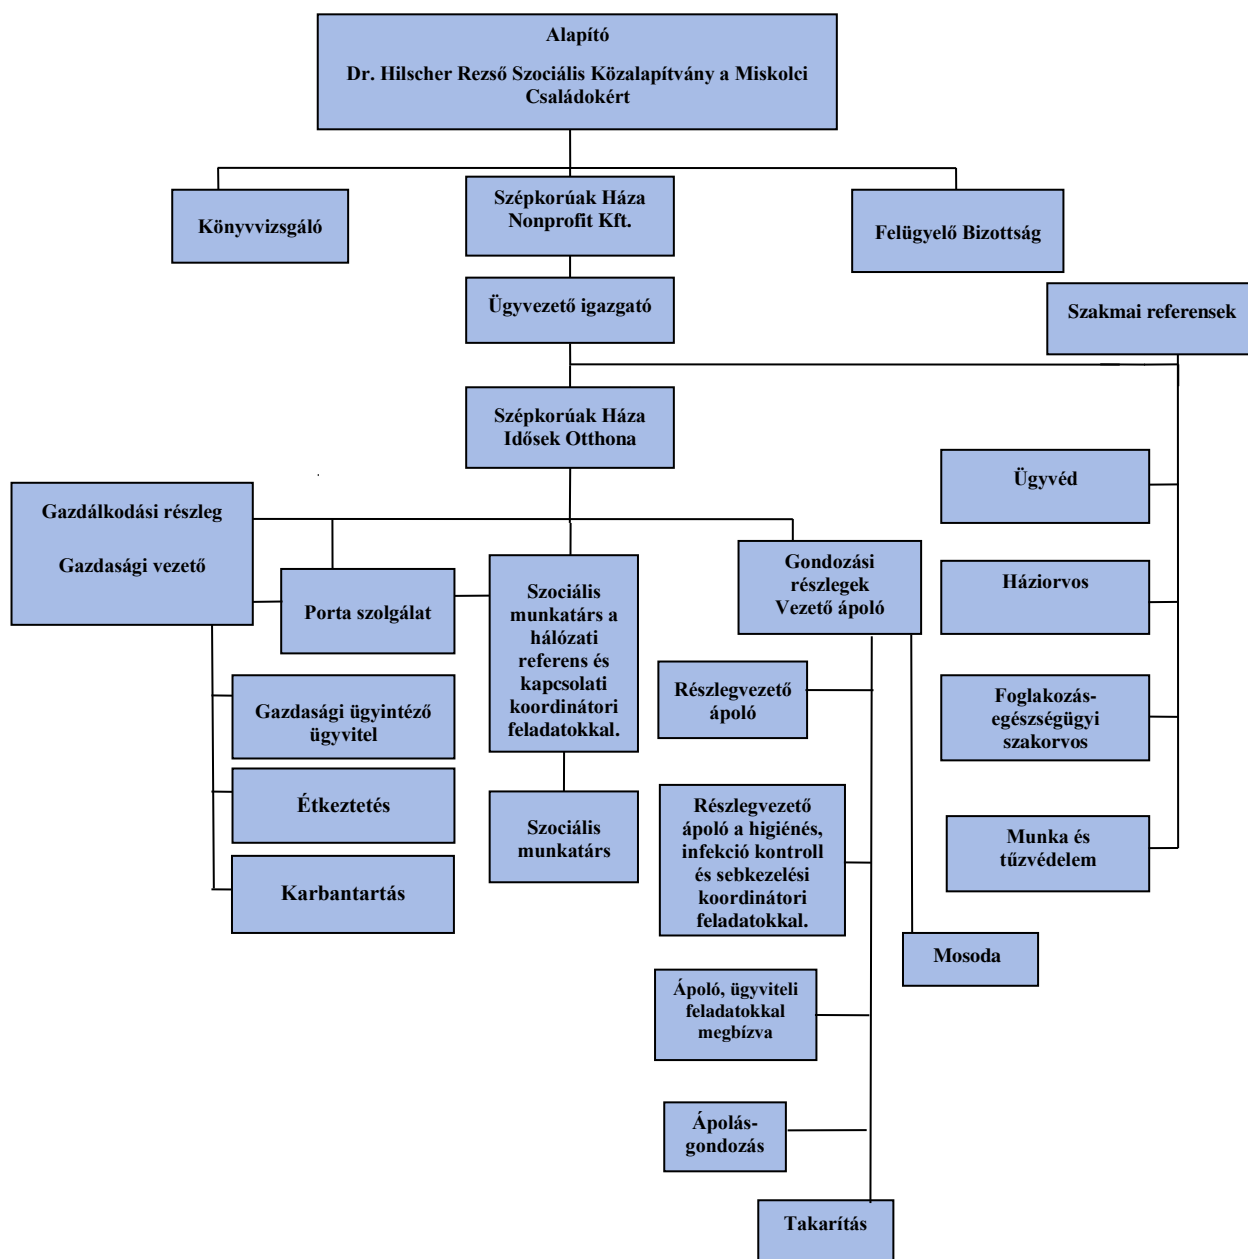 Alapító
Dr. Hilscher Rezső Szociális Közalapítvány a Miskolci
Családokért
Könyvvizsgáló
Szépkorúak Háza
Nonprofit Kft.
Felügyelő Bizottság
Ügyvezető igazgató
Szakmai referensek
Szépkorúak Háza
Idősek Otthona
Gazdálkodási részleg
Gazdasági vezető
Porta szolgálat
Szociális
munkatárs a
hálózati
referens és
kapcsolati
koordinátori
feladatokkal.
Gondozási
részlegek
Vezető ápoló
Ügyvéd
Háziorvos
Foglakozás-
egészségügyi
szakorvos
Munka és
tűzvédelem
Gazdasági ügyintéző
ügyvitel
Étkeztetés
Karbantartás
Szociális
munkatárs
Részlegvezető
ápoló
Részlegvezető
ápoló a higiénés,
infekció kontroll
és sebkezelési
koordinátori
feladatokkal.
Mosoda
Ápoló, ügyviteli
feladatokkal
megbízva
Ápolás-
gondozás
Takarítás